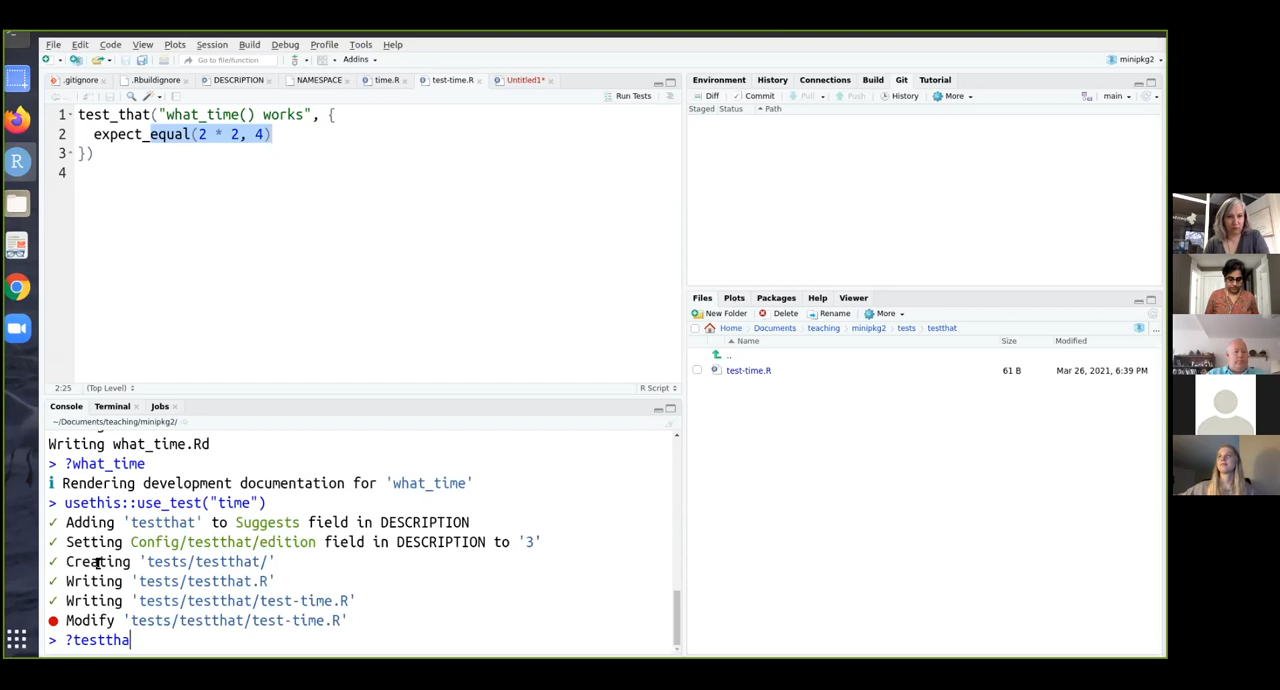 File Edit Code View Plots Session Build Debug Profile Tools Help
Go to file/function Addins minipkg2
.gitignore .Rbuildignore DESCRIPTION NAMESPACE time.R test-time.R Untitled1*
Run Tests
1 test_that("what_time() works", {
2 expect_equal(2 * 2, 4)
3 })
4
2:25 (Top Level) R Script
Console Terminal Jobs
~/Documents/teaching/minipkg2/
Writing what_time.Rd
> ?what_time
i Rendering development documentation for 'what_time'
> usethis::use_test("time")
✓ Adding 'testthat' to Suggests field in DESCRIPTION
✓ Setting Config/testthat/edition field in DESCRIPTION to '3'
✓ Creating 'tests/testthat/'
✓ Writing 'tests/testthat.R'
✓ Writing 'tests/testthat/test-time.R'
● Modify 'tests/testthat/test-time.R'
> ?testtha
Environment History Connections Build Git Tutorial
Diff Commit Pull Push History More main
Staged Status Path
Files Plots Packages Help Viewer
New Folder Delete Rename More
Home Documents teaching minipkg2 tests testthat ...
Name Size Modified
..
test-time.R 61 B Mar 26, 2021, 6:39 PM